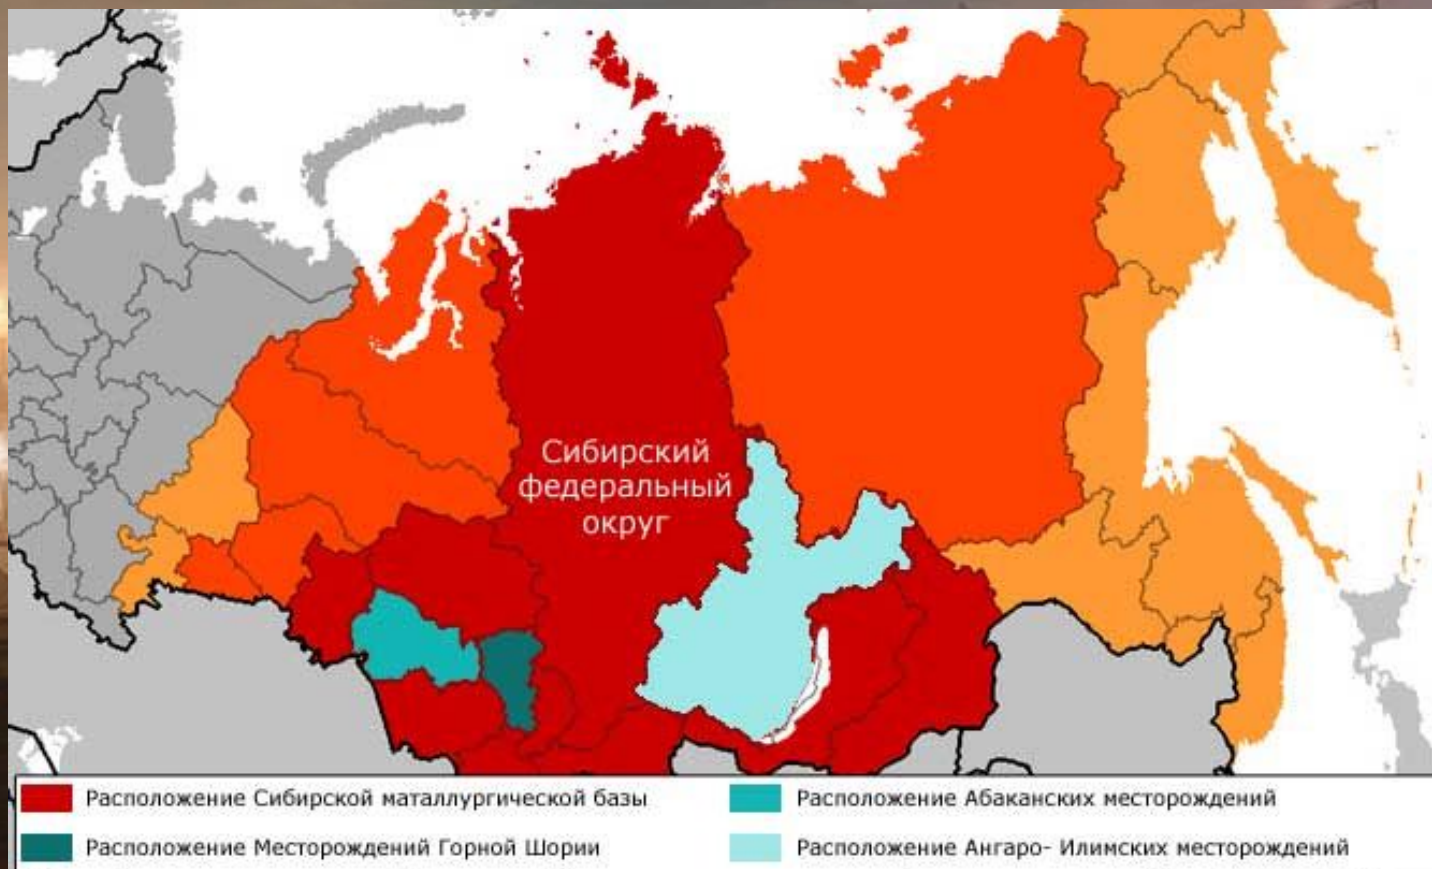 Сибирский
федеральный
округ
Расположение Сибирской маталлургической базы
Расположение Абаканских месторождений
Расположение Месторождений Горной Шории
Расположение Ангаро- Илимских месторождений